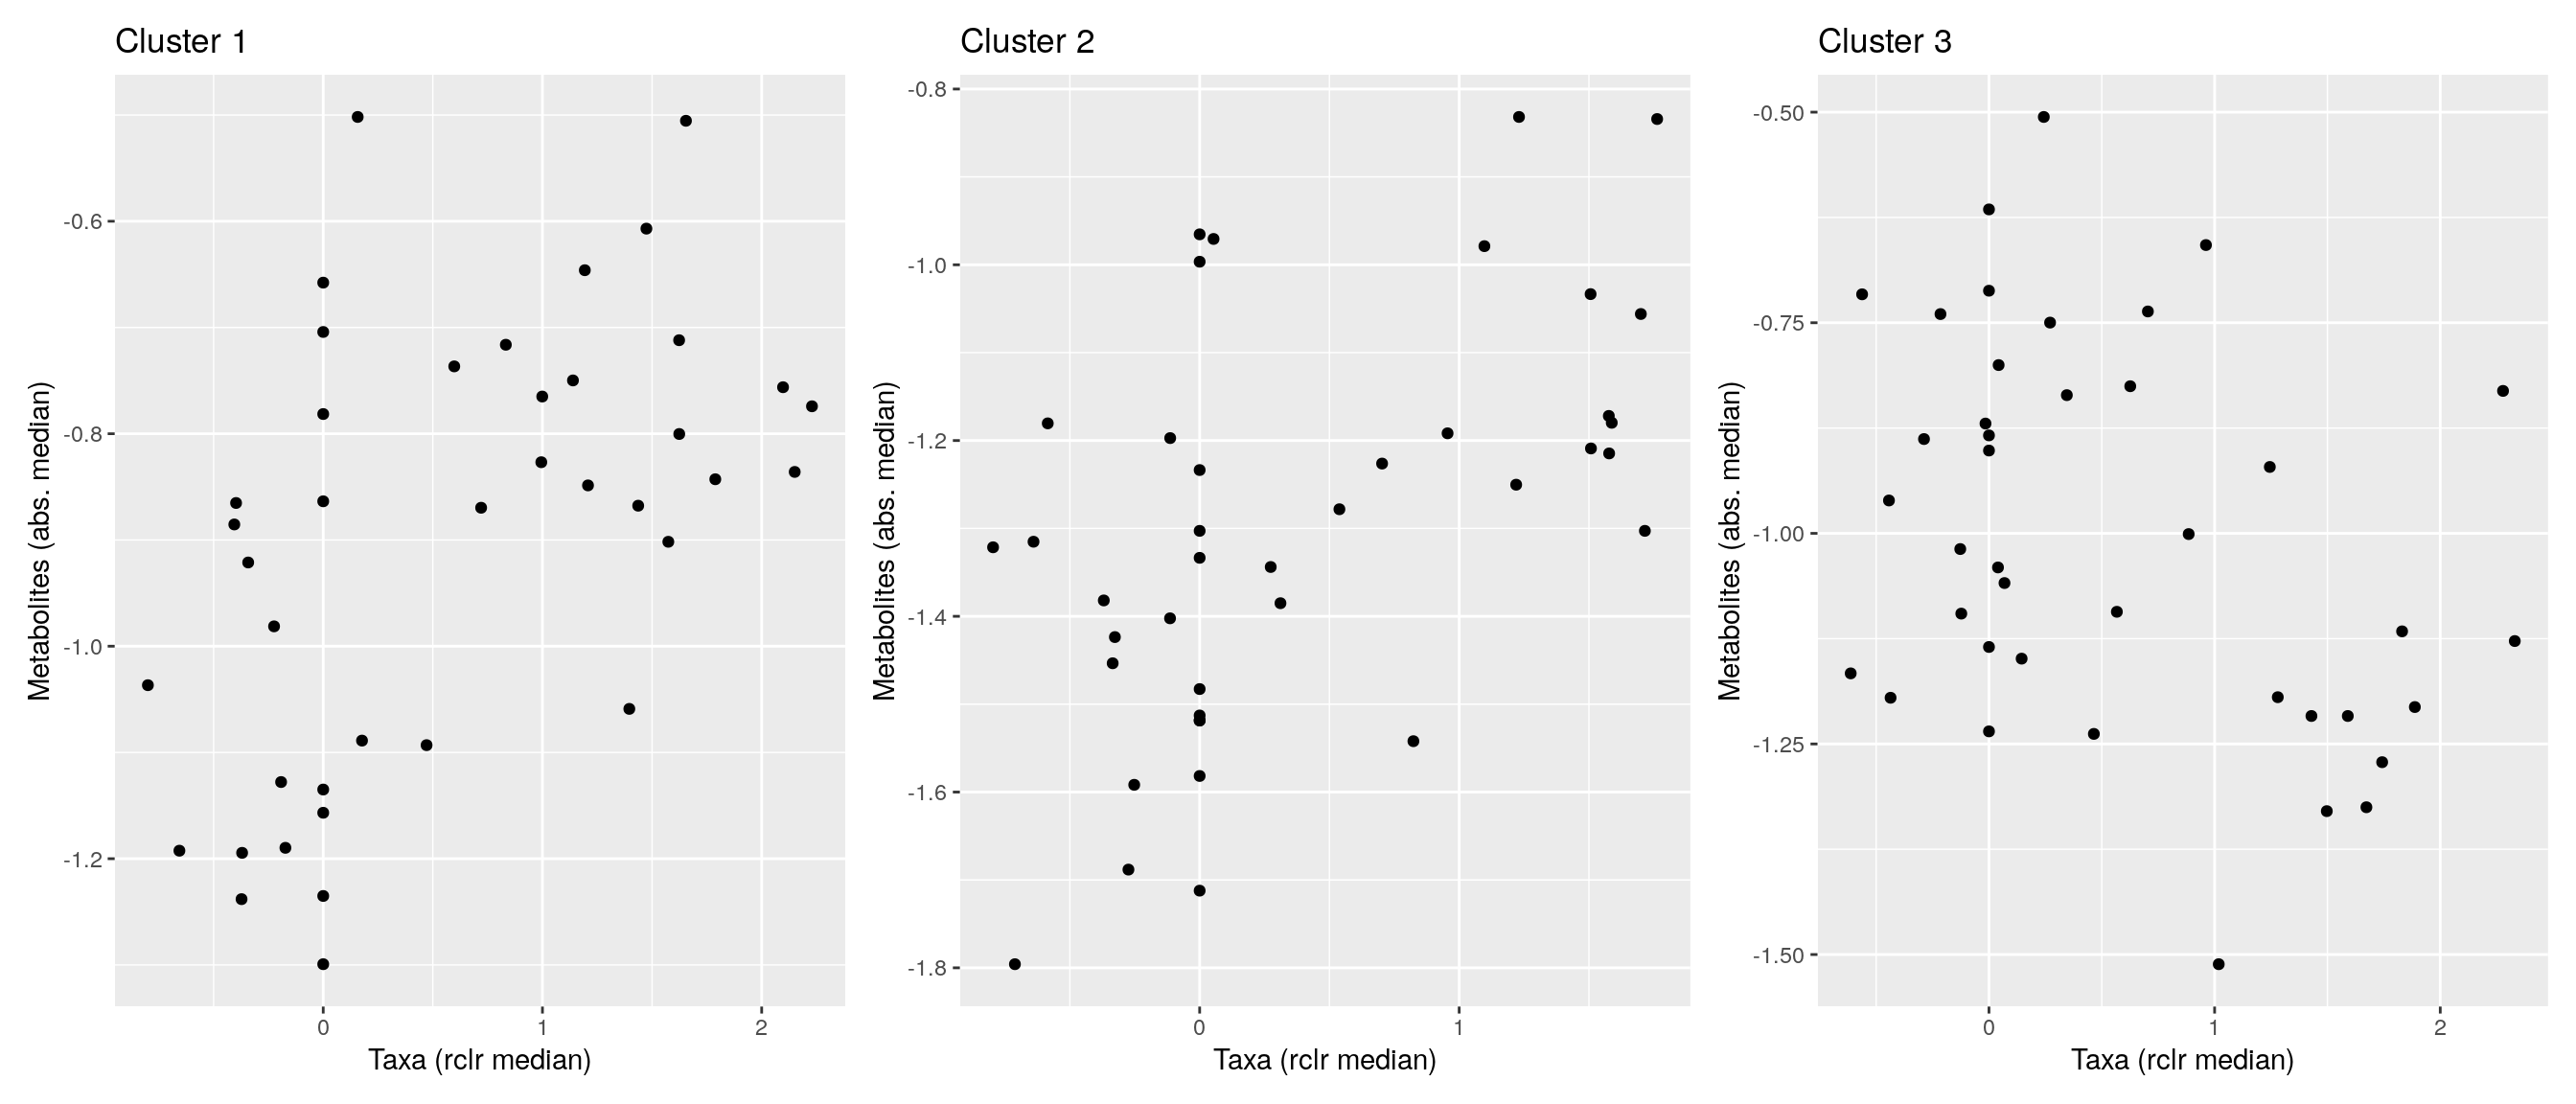 Cluster 1
Cluster 2
Cluster 3
Metabolites (abs. median)
-0.6
-0.8
-1.0
-1.2
0 1 2
Taxa (rclr median)
Metabolites (abs. median)
-0.8
-1.0
-1.2
-1.4
-1.6
-1.8
0 1
Taxa (rclr median)
Metabolites (abs. median)
-0.50
-0.75
-1.00
-1.25
-1.50
0 1 2
Taxa (rclr median)